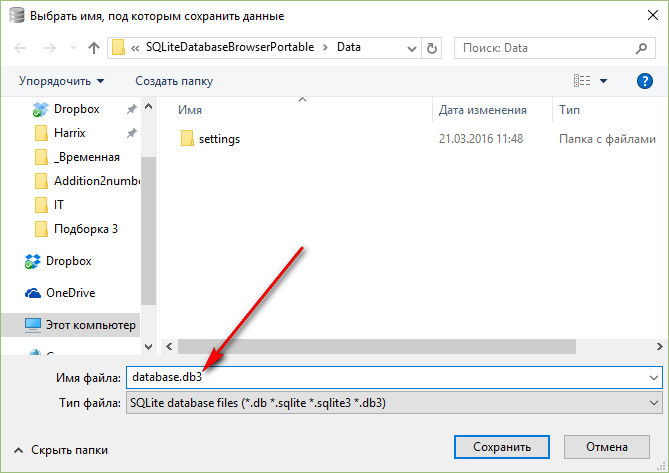 Выбрать имя, под которым сохранить данные
« SQLiteDatabaseBrowserPortable > Data
Поиск: Data
Упорядочить
Создать папку
Имя
Дата изменения
Тип
Dropbox
Harrix
_Временная
Addition2numbe
IT
Подборка 3
Dropbox
OneDrive
Этот компьютер
settings
21.03.2016 11:48
Папка с файлами
Имя файла: database.db3
Тип файла: SQLite database files (*.db *.sqlite *.sqlite3 *.db3)
Скрыть папки
Сохранить
Отмена